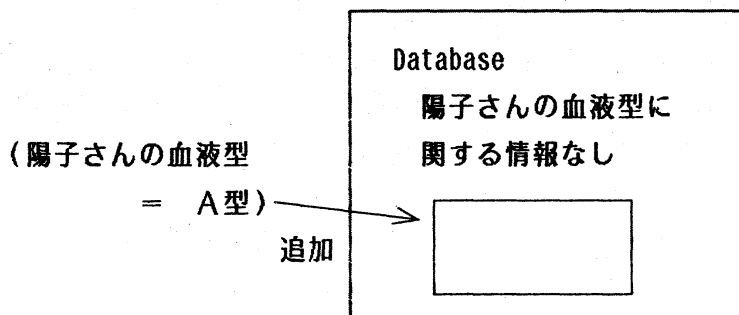 Database
陽子さんの血液型に
関する情報なし
(陽子さんの血液型
= A型)
追加